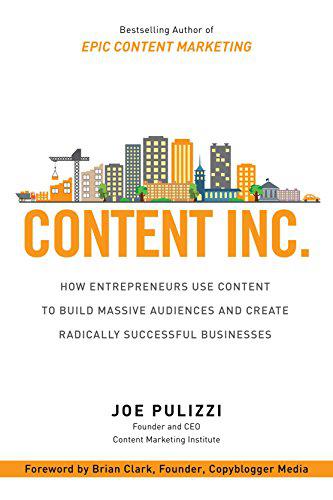 Bestselling Author of
EPIC CONTENT MARKETING
CONTENT INC.
HOW ENTREPRENEURS USE CONTENT
TO BUILD MASSIVE AUDIENCES AND CREATE
RADICALLY SUCCESSFUL BUSINESSES
JOE PULIZZI
Founder and CEO
Content Marketing Institute
Foreword by Brian Clark, Founder, Copyblogger Media